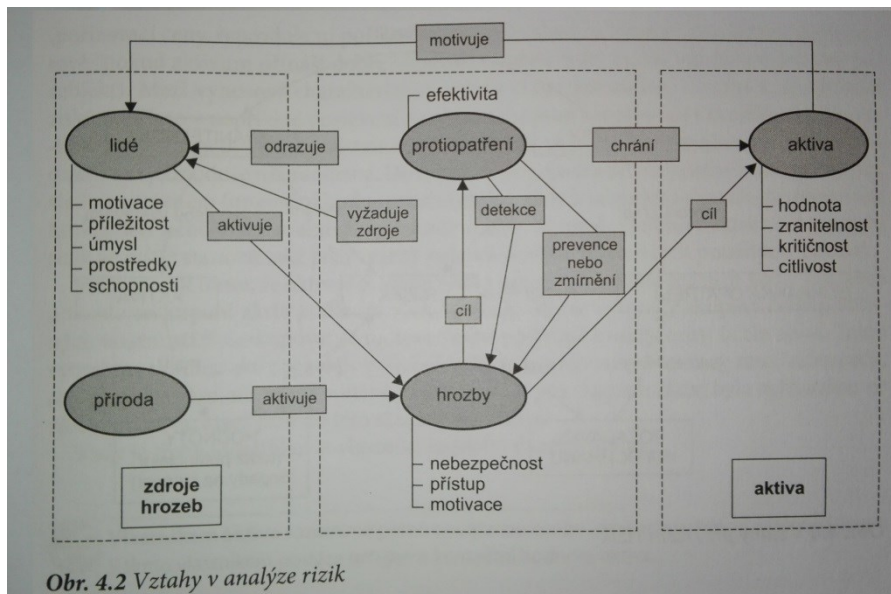 motivuje
efektivita
lidé
odrazuje
protiopatření
chrání
aktiva
motivace
příležitost
úmysl
prostředky
schopnosti
aktivuje
vyžaduje
zdroje
detekce
prevence
nebo
zmírnění
cíl
hodnota
zranitelnost
kritičnost
citlivost
cíl
příroda
aktivuje
hrozby
nebezpečnost
přístup
motivace
zdroje
hrozeb
aktiva
Obr. 4.2 Vztahy v analýze rizik